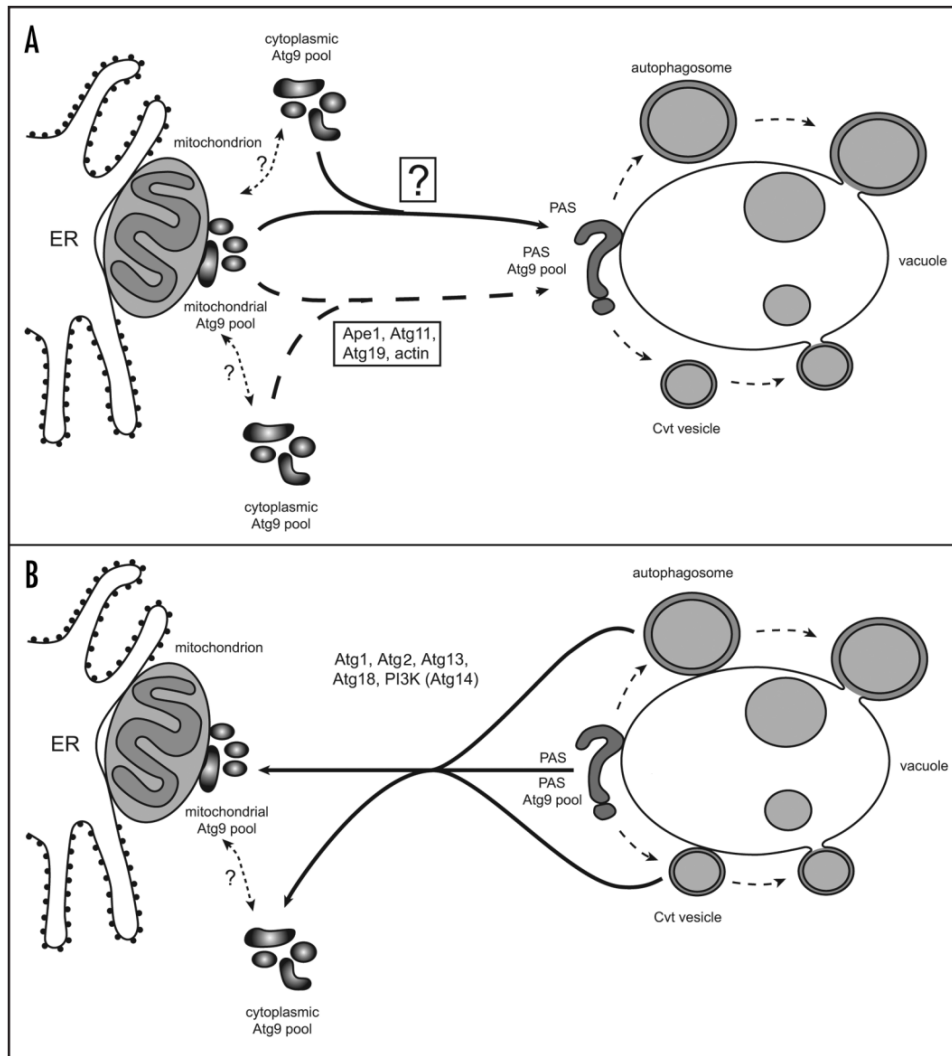 A
cytoplasmic
Atg9 pool
autophagosome
mitochondrion
?
?
ER
PAS
PAS
Atg9 pool
vacuole
mitochondrial
Atg9 pool
Ape1, Atg11,
Atg19, actin
?
Cvt vesicle
cytoplasmic
Atg9 pool
B
autophagosome
mitochondrion
Atg1, Atg2, Atg13,
Atg18, PI3K (Atg14)
ER
PAS
PAS
Atg9 pool
vacuole
mitochondrial
Atg9 pool
?
Cvt vesicle
cytoplasmic
Atg9 pool